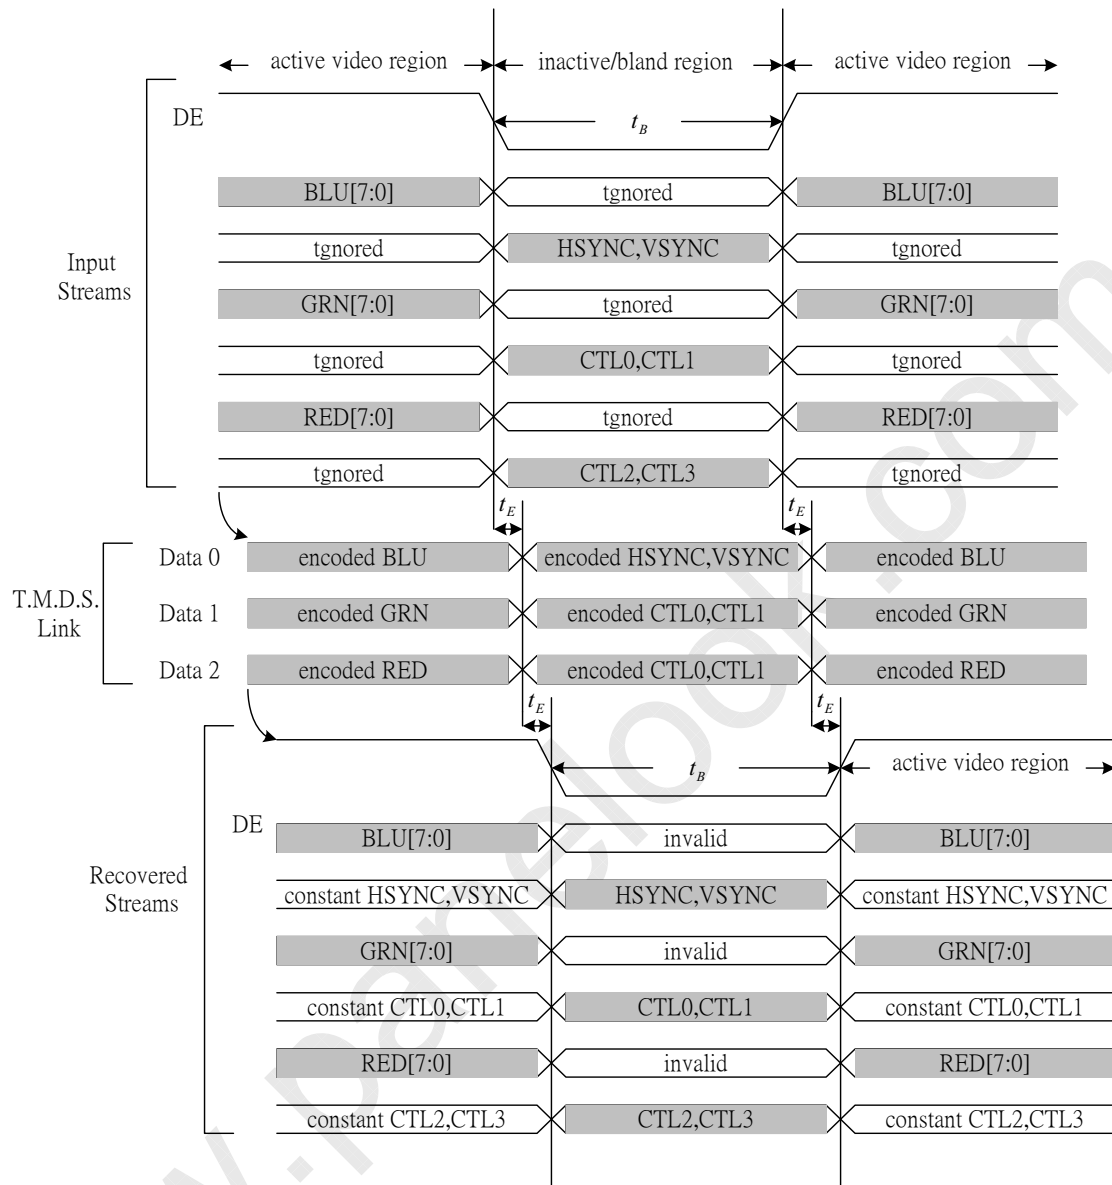 active video region inactive/bland region active video region
DE
t_B
BLU[7:0] tgnored BLU[7:0]
tgnored HSYNC,VSYNC tgnored
Input
Streams
GRN[7:0] tgnored GRN[7:0]
tgnored CTL0,CTL1 tgnored
RED[7:0] tgnored RED[7:0]
tgnored CTL2,CTL3 tgnored
t_E t_E
Data 0 encoded BLU encoded HSYNC,VSYNC encoded BLU
T.M.D.S.
Link
Data 1 encoded GRN encoded CTL0,CTL1 encoded GRN
Data 2 encoded RED encoded CTL0,CTL1 encoded RED
t_E t_E
t_B active video region
DE
BLU[7:0] invalid BLU[7:0]
Recovered
Streams
constant HSYNC,VSYNC HSYNC,VSYNC constant HSYNC,VSYNC
GRN[7:0] invalid GRN[7:0]
constant CTL0,CTL1 CTL0,CTL1 constant CTL0,CTL1
RED[7:0] invalid RED[7:0]
constant CTL2,CTL3 CTL2,CTL3 constant CTL2,CTL3
w.panelook.com